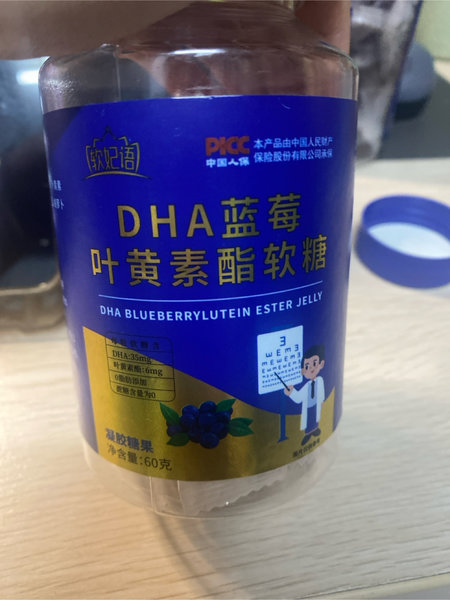 软妃语
PICC
中国人保
本产品由中国人民财产
保险股份有限公司承保
DHA蓝莓
叶黄素酯软糖
DHA BLUEBERRYLUTEIN ESTER JELLY
DHA:35mg
叶黄素酯:6mg
0脂肪添加
蔗糖含量为0
E
WEM
凝胶糖果
净含量:60克